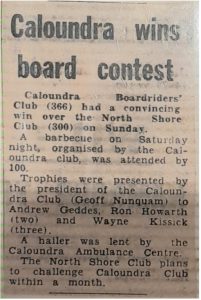 Caloundra wins
board contest
Caloundra Boardriders'
Club (366) had a convincing
win over the North Shore
Club (300) on Sunday.
A barbecue on Saturday
night, organised by the Cal-
oundra club, was attended by
100.
Trophies were presented by
the president of the Caloun-
dra Club (Geoff Nunquam) to
Andrew Geddes, Ron Howarth
(two) and Wayne Kissick
(three).
A hailer was lent by the
Caloundra Ambulance Centre.
The North Shore Club plans
to challenge Caloundra Club
within a month.